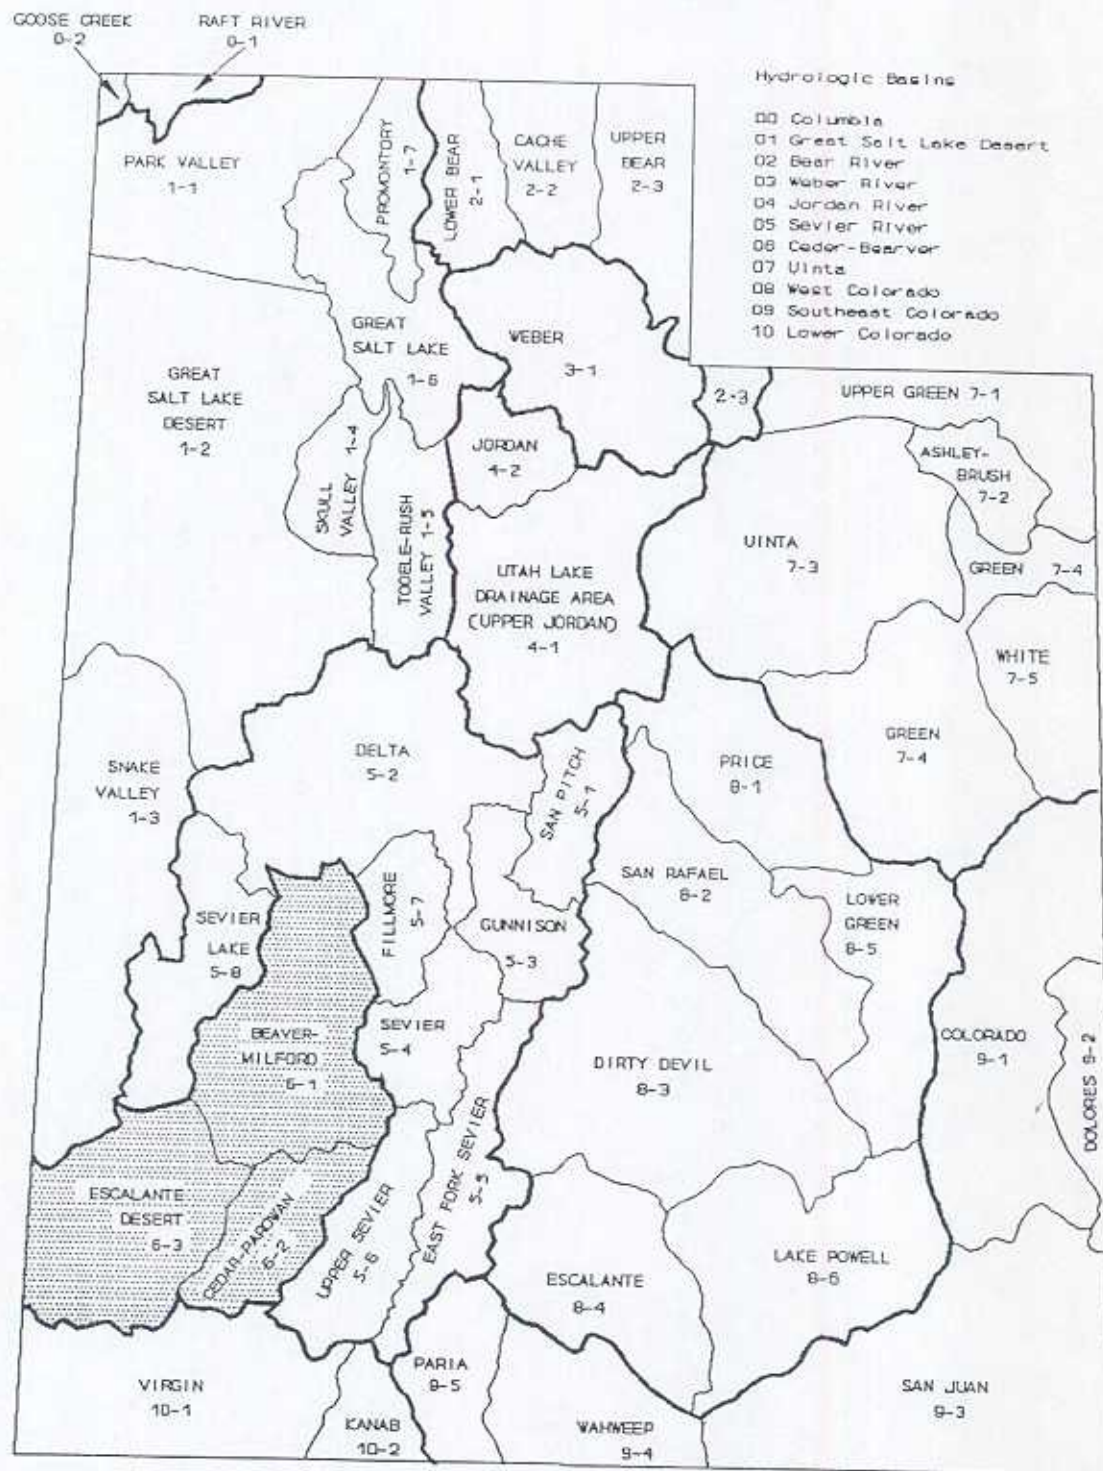 GOOSE CREEK
0-2
RAFT RIVER
0-1
Hydrologic Basins
00 Columbia
01 Great Salt Lake Desert
02 Bear River
03 Weber River
04 Jordan River
05 Sevier River
06 Ceder-Bearver
07 Uinta
08 West Colorado
09 Southeast Colorado
10 Lower Colorado
PARK VALLEY
1-1
PROMONTORY
1-7
LOWER BEAR
2-1
CACHE
VALLEY
2-2
UPPER
BEAR
2-3
GREAT
SALT LAKE
1-6
WEBER
3-1
GREAT
SALT LAKE
DESERT
1-2
2-3
UPPER GREEN 7-1
SKULL
VALLEY 1-4
TOOELE-RUSH
VALLEY 1-5
JORDAN
4-2
ASHLEY-
BRUSH
7-2
UINTA
7-3
GREEN 7-4
UTAH LAKE
DRAINAGE AREA
(UPPER JORDAN)
4-1
WHITE
7-5
SNAKE
VALLEY
1-3
DELTA
5-2
SAN PITCH
5-1
PRICE
8-1
GREEN
7-4
SEVIER
LAKE
5-8
FILLMORE
5-7
GUNNISON
5-3
SAN RAFAEL
8-2
LOWER
GREEN
8-5
BEAVER-
MILFORD
6-1
SEVIER
5-4
DIRTY DEVIL
8-3
COLORADO
9-1
DOLORES 9-2
ESCALANTE
DESERT
6-3
CEDAR-PAROWAN
6-2
UPPER SEVIER
5-6
EAST FORK SEVIER
5-5
ESCALANTE
8-4
LAKE POWELL
8-6
VIRGIN
10-1
KANAB
10-2
PARIA
9-5
WAHWEEP
9-4
SAN JUAN
9-3